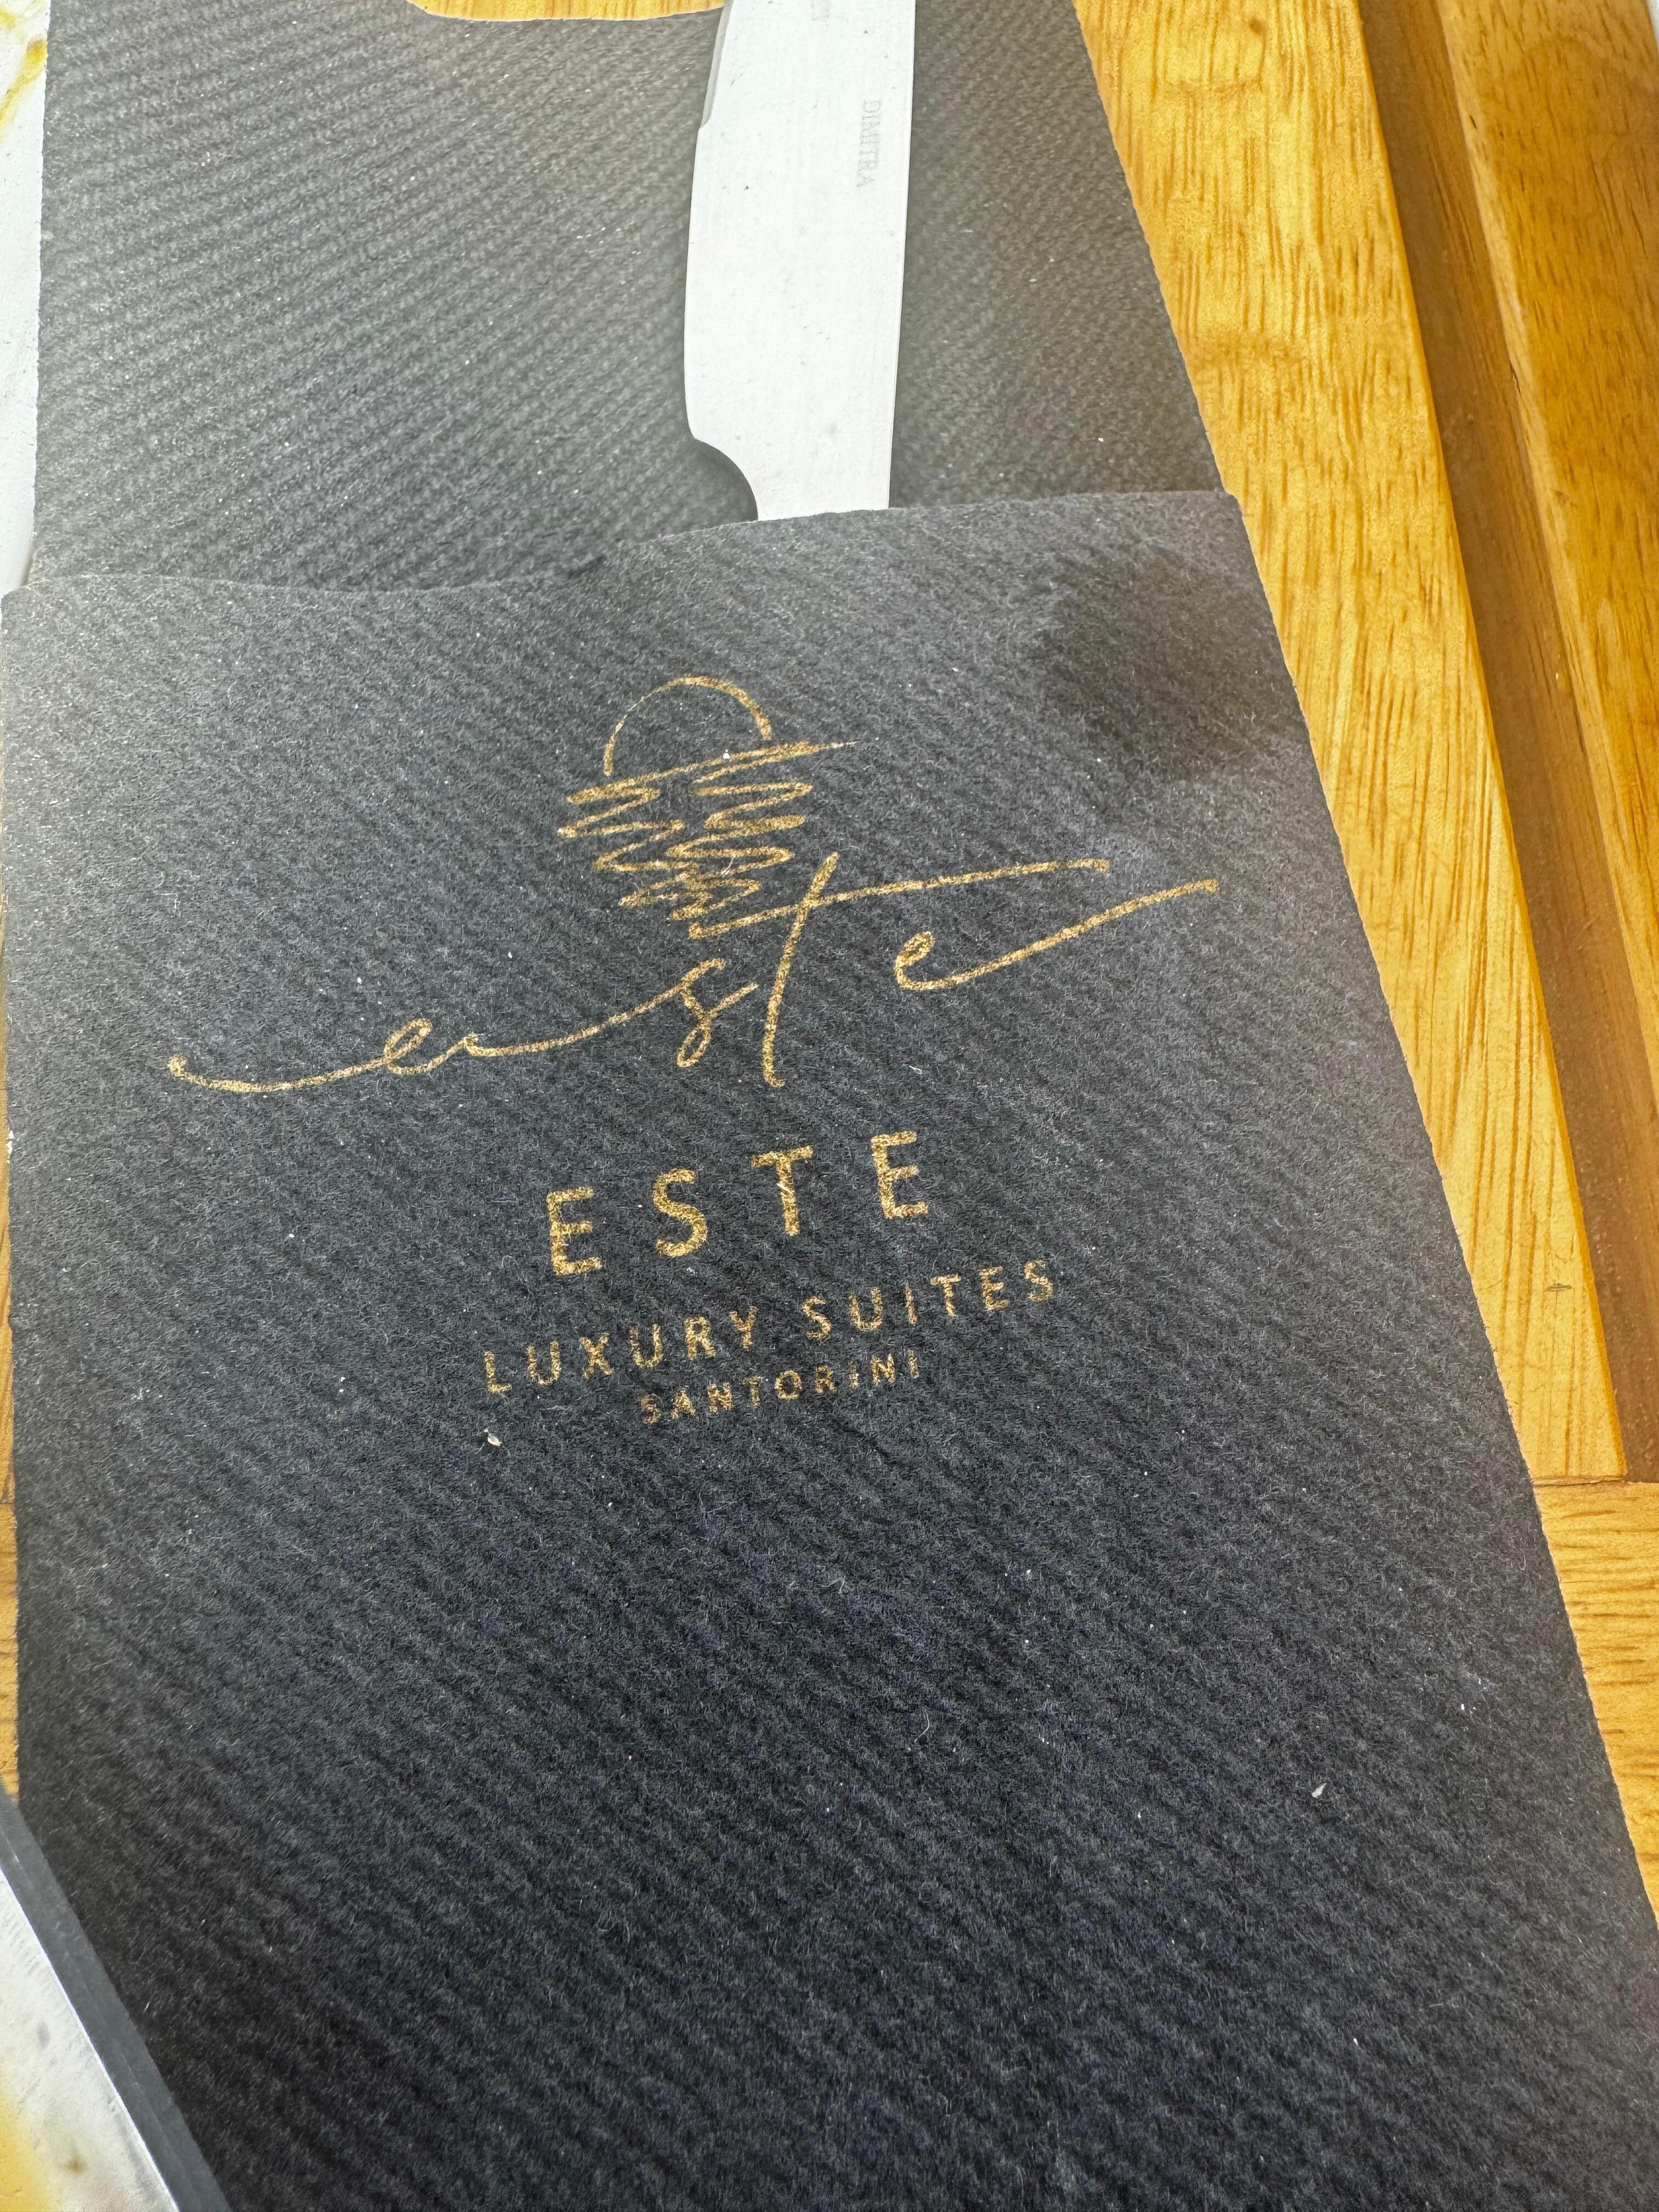 DIMITRA
este
ESTE
LUXURY SUITES
SANTORINI